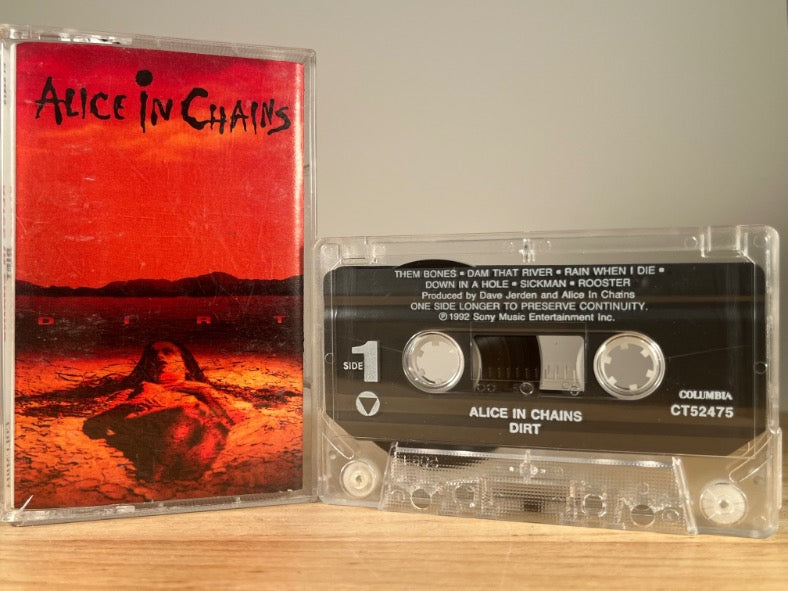 ALICE IN CHAINS
DIRT
THEM BONES • DAM THAT RIVER • RAIN WHEN I DIE •
DOWN IN A HOLE • SICKMAN • ROOSTER
Produced by Dave Jerden and Alice In Chains
ONE SIDE LONGER TO PRESERVE CONTINUITY.
℗ 1992 Sony Music Entertainment Inc.
SIDE 1
COLUMBIA
CT52475
ALICE IN CHAINS
DIRT